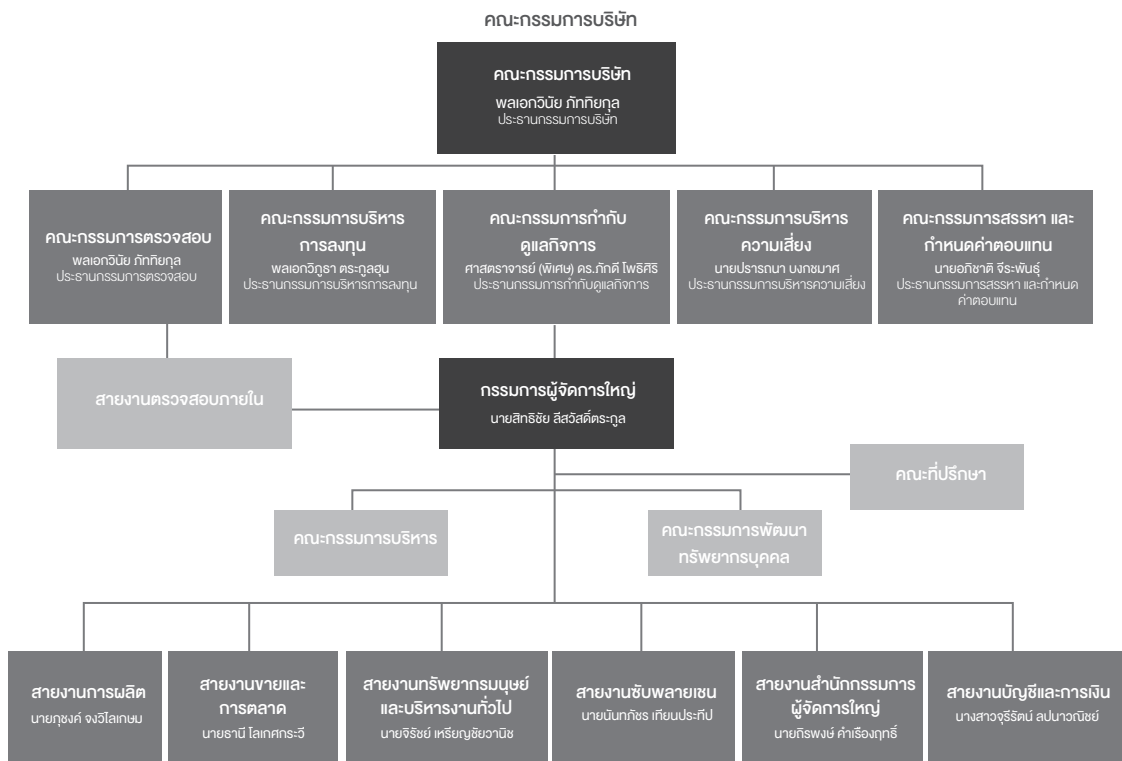 คณะกรรมการบริษัท
คณะกรรมการบริษัท
พลเอกวินัย ภัททิยกุล
ประธานกรรมการบริษัท
คณะกรรมการตรวจสอบ
พลเอกวินัย ภัททิยกุล
ประธานกรรมการตรวจสอบ
คณะกรรมการบริหาร
การลงทุน
พลเอกวิภูธา ตระกูลฮุน
ประธานกรรมการบริหารการลงทุน
คณะกรรมการกำกับ
ดูแลกิจการ
ศาสตราจารย์ (พิเศษ) ดร.ภักดี โพธิศิริ
ประธานกรรมการกำกับดูแลกิจการ
คณะกรรมการบริหาร
ความเสี่ยง
นายปรารถนา บงกชมาศ
ประธานกรรมการบริหารความเสี่ยง
คณะกรรมการสรรหา และ
กำหนดค่าตอบแทน
นายอภิชาติ จีระพันธุ์
ประธานกรรมการสรรหา และกำหนด
ค่าตอบแทน
สายงานตรวจสอบภายใน
กรรมการผู้จัดการใหญ่
นายสิทธิชัย ลีสวัสดิ์ตระกูล
คณะที่ปรึกษา
คณะกรรมการบริหาร
คณะกรรมการพัฒนา
ทรัพยากรบุคคล
สายงานการผลิต
นายภุชงค์ จงวิไลเกษม
สายงานขายและ
การตลาด
นายธานี โลเกศกระวี
สายงานทรัพยากรมนุษย์
และบริหารงานทั่วไป
นายจิรัชย์ เหรียญชัยวานิช
สายงานซับพลายเชน
นายนันทภัชร เทียนประทีป
สายงานสำนักกรรมการ
ผู้จัดการใหญ่
นายถิรพงษ์ คำเรืองฤทธิ์
สายงานบัญชีและการเงิน
นางสาวจุรีรัตน์ ลปนาวณิชย์